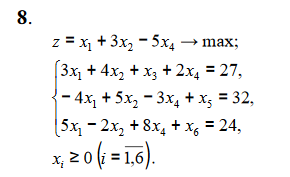 8.
z = x₁ + 3x₂ − 5x₄ → max;
3x₁ + 4x₂ + x₃ + 2x₄ = 27,
− 4x₁ + 5x₂ − 3x₄ + x₅ = 32,
5x₁ − 2x₂ + 8x₄ + x₆ = 24,
xᵢ ≥ 0 (i = 1,6).